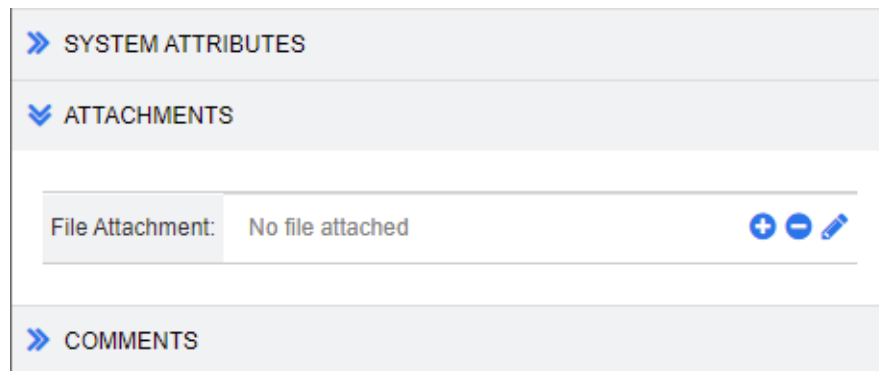 SYSTEM ATTRIBUTES
ATTACHMENTS
File Attachment: No file attached
COMMENTS